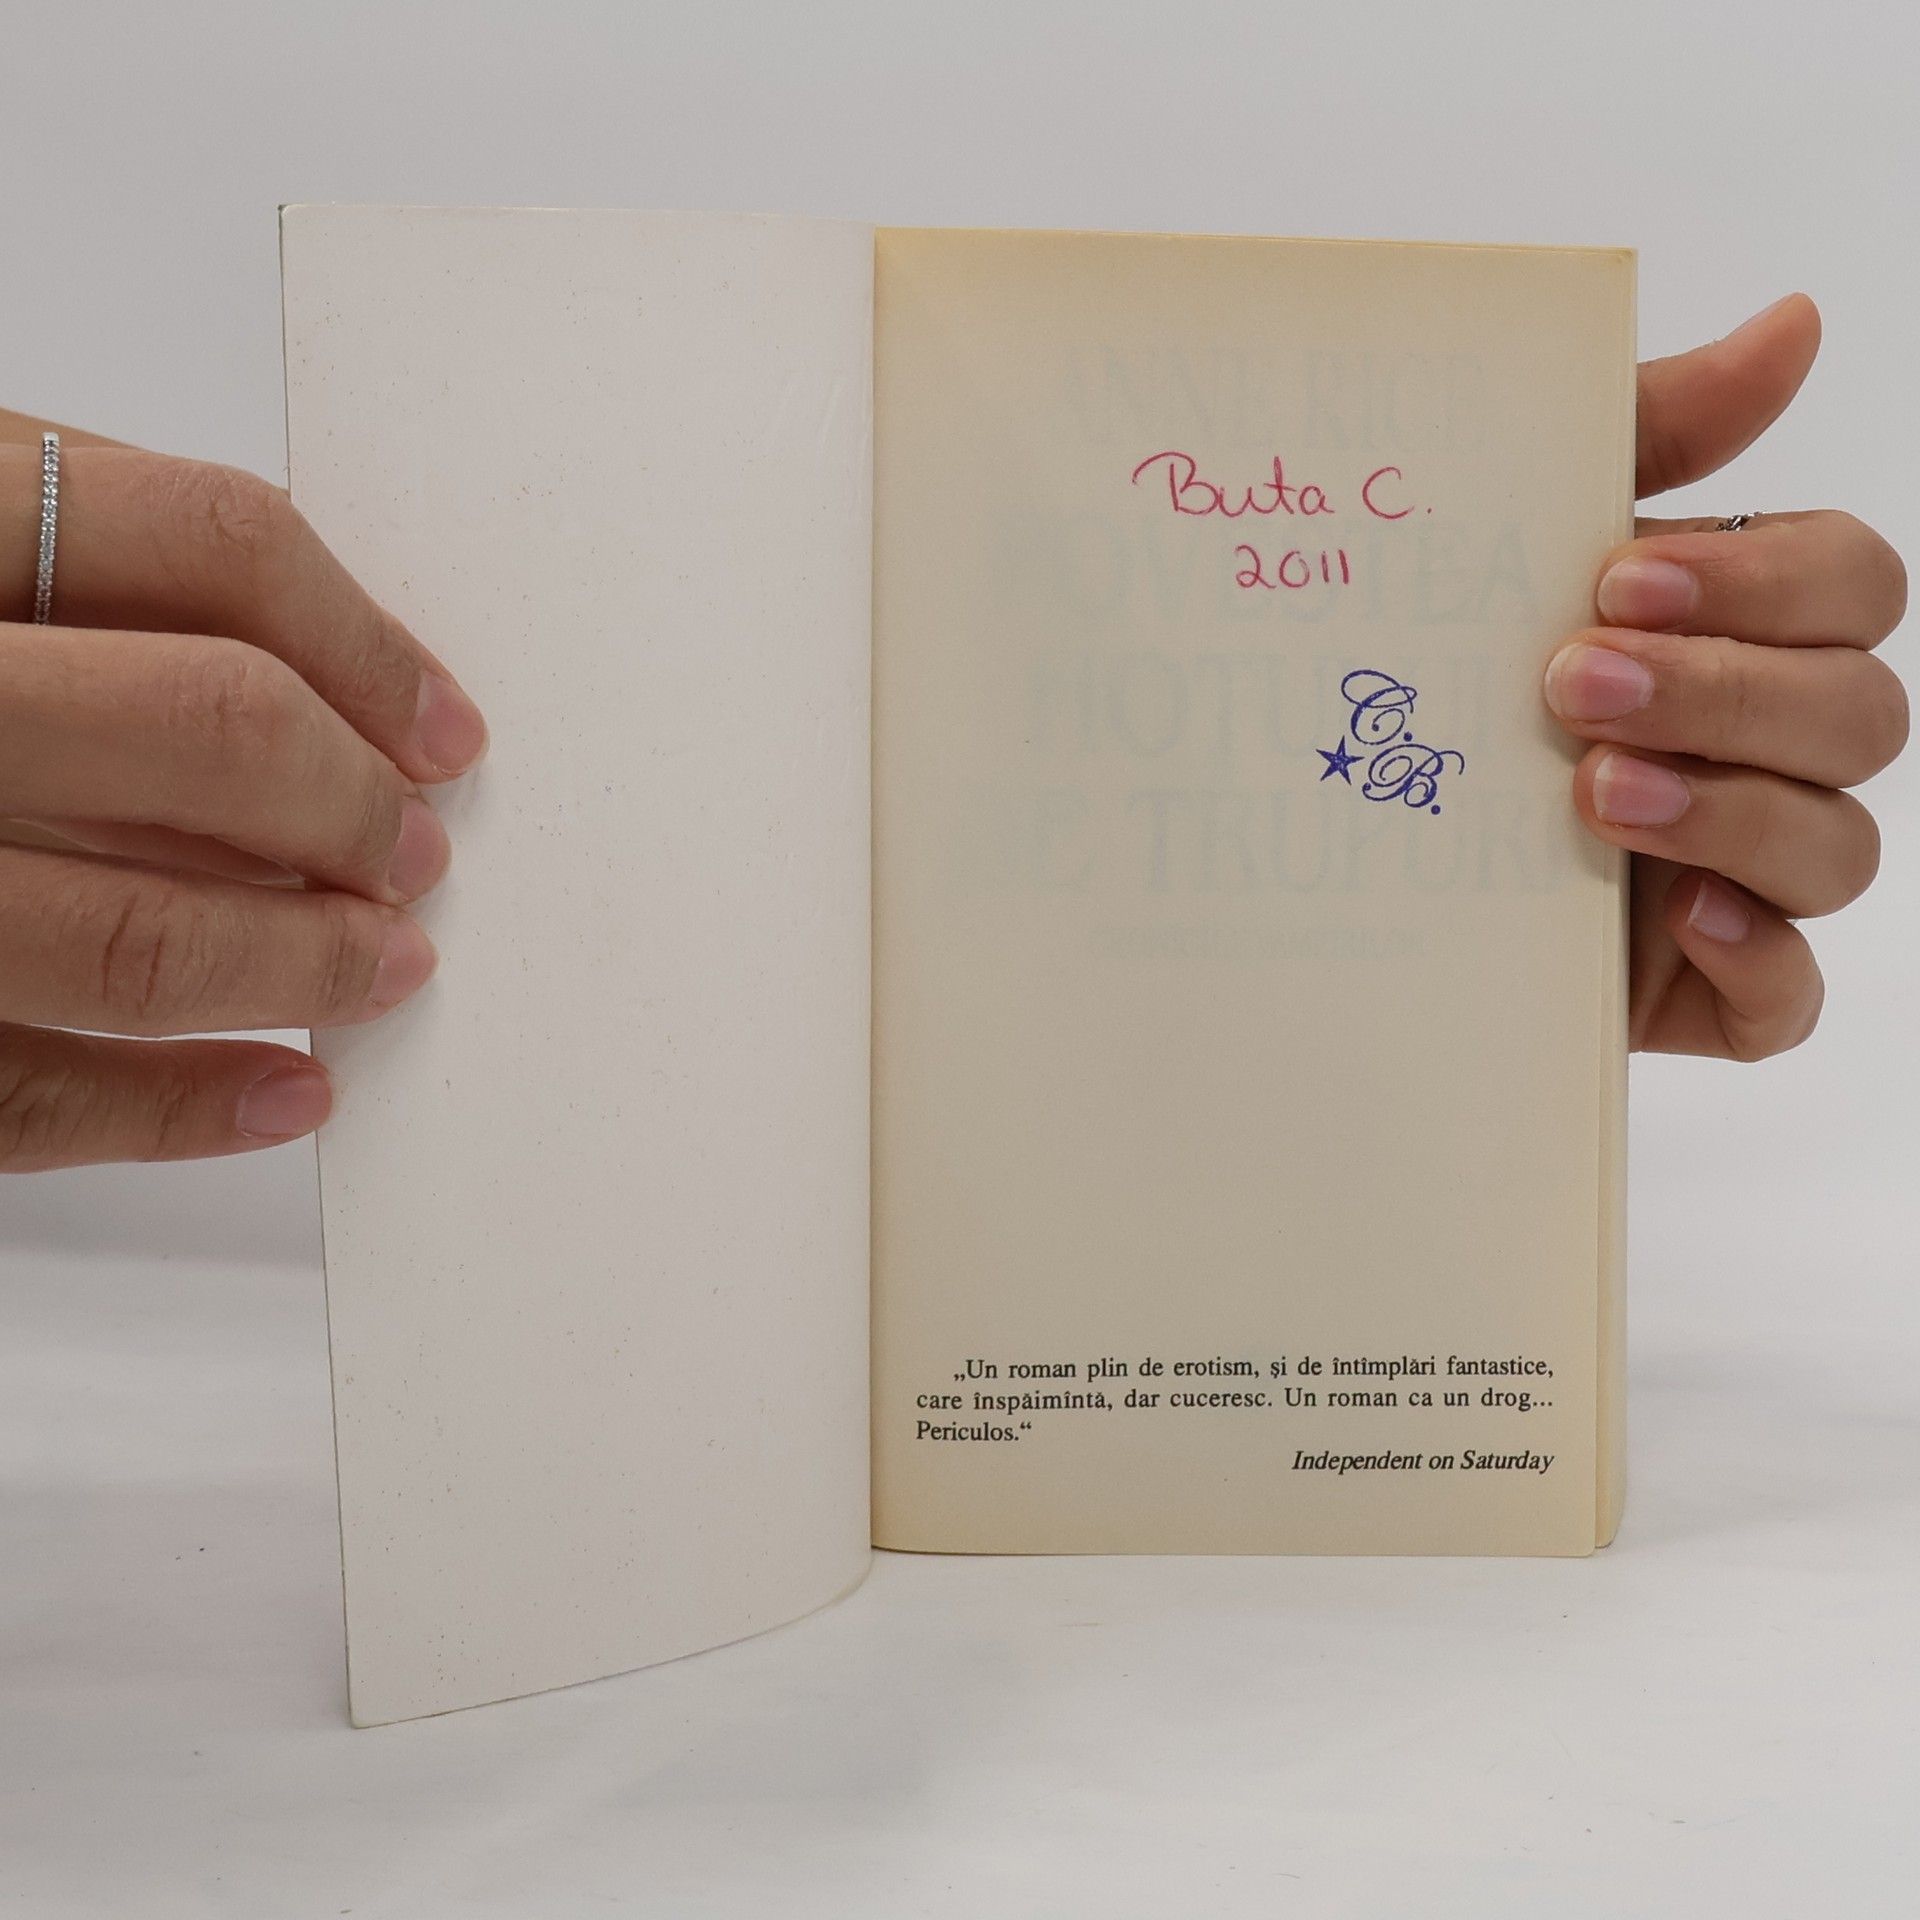 Buta C.
2011
C.
B.
„Un roman plin de erotism, şi de întîmplări fantastice,
care înspăimîntă, dar cuceresc. Un roman ca un drog...
Periculos.“
Independent on Saturday